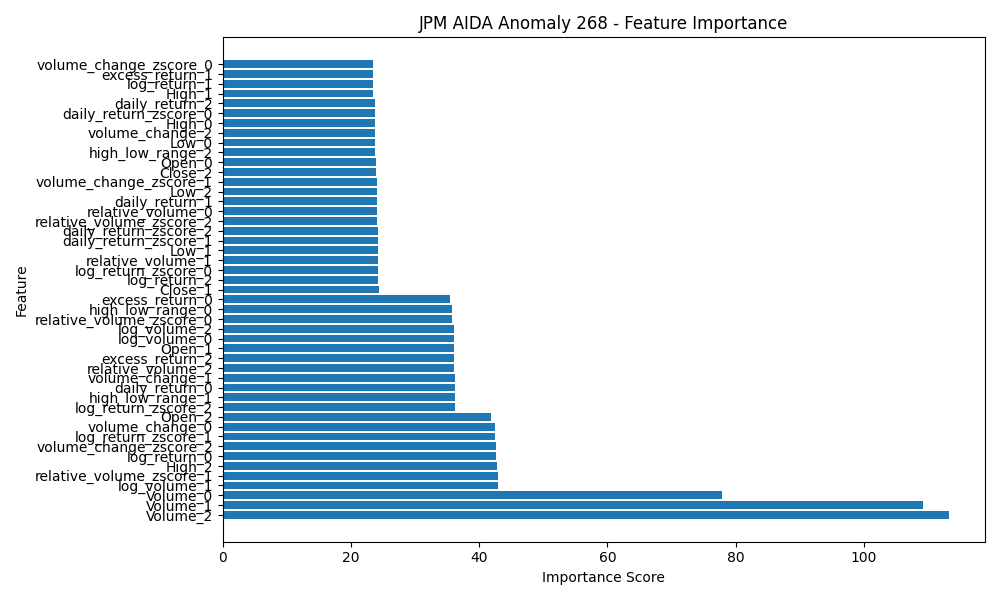 JPM AIDA Anomaly 268 - Feature Importance
volume_change_zscore_0
excess_return_1
log_return_1
High_1
daily_return_2
daily_return_zscore_0
High_0
volume_change_2
Low_0
high_low_range_2
Open_0
Close_2
volume_change_zscore_1
Low_2
daily_return_1
relative_volume_0
relative_volume_zscore_2
daily_return_zscore_2
daily_return_zscore_1
Low_1
relative_volume_1
log_return_zscore_0
log_return_2
Close_1
excess_return_0
high_low_range_0
relative_volume_zscore_0
log_volume_2
log_volume_0
Open_1
excess_return_2
relative_volume_2
volume_change_1
daily_return_0
high_low_range_1
log_return_zscore_2
Open_2
volume_change_0
log_return_zscore_1
volume_change_zscore_2
log_return_0
High_2
relative_volume_zscore_1
log_volume_1
Volume_0
Volume_1
Volume_2
Feature
0 20 40 60 80 100
Importance Score